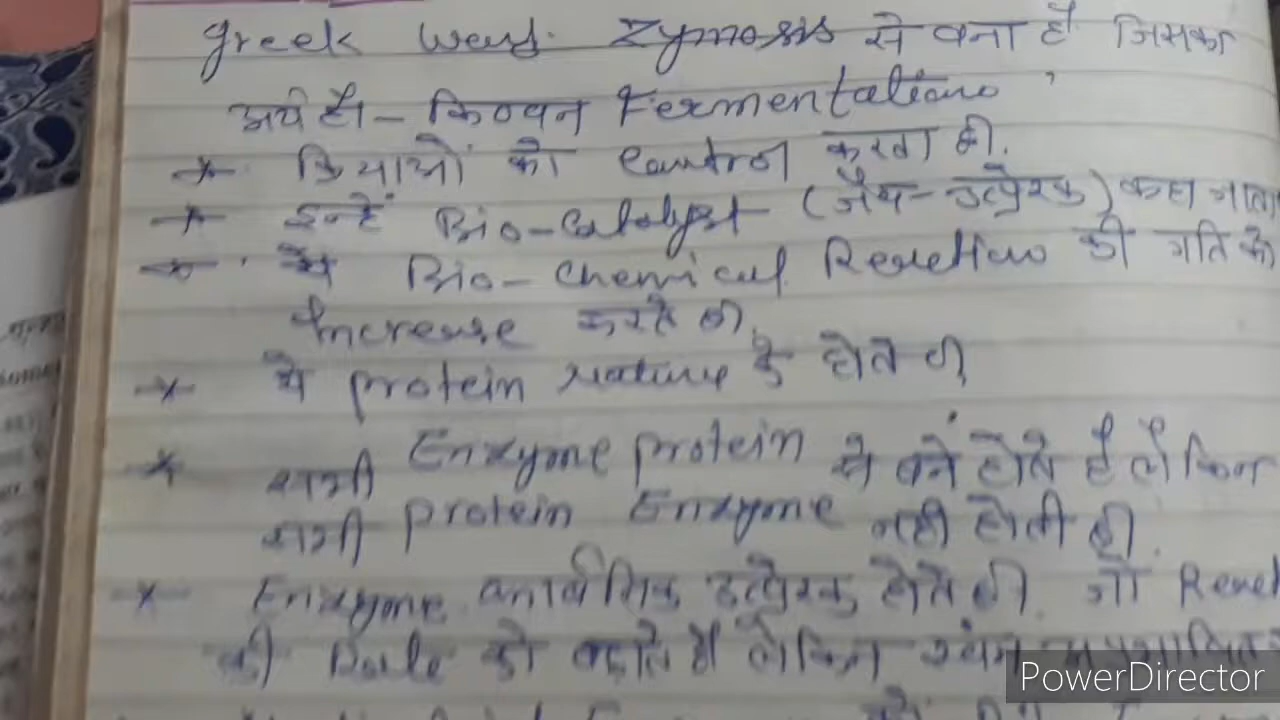 Greek Word Zymosis से बना है जिसका
अर्थ है - किण्वन Fermentation
* क्रियाओं को Control करता है.
* इन्हें Bio-Catalyst (जैव-उत्प्रेरक) कहा जाता
* ये Bio-Chemical Reaction की गति को
Increase करते है.
* ये protein nature के होते है,
* सभी Enzyme protein से बने होते है लेकिन
सभी protein Enzyme नही होती है.
* Enzyme कार्बनिक उत्प्रेरक होते है. जो React
की Rate को बढ़ाते है लेकिन
PowerDirector